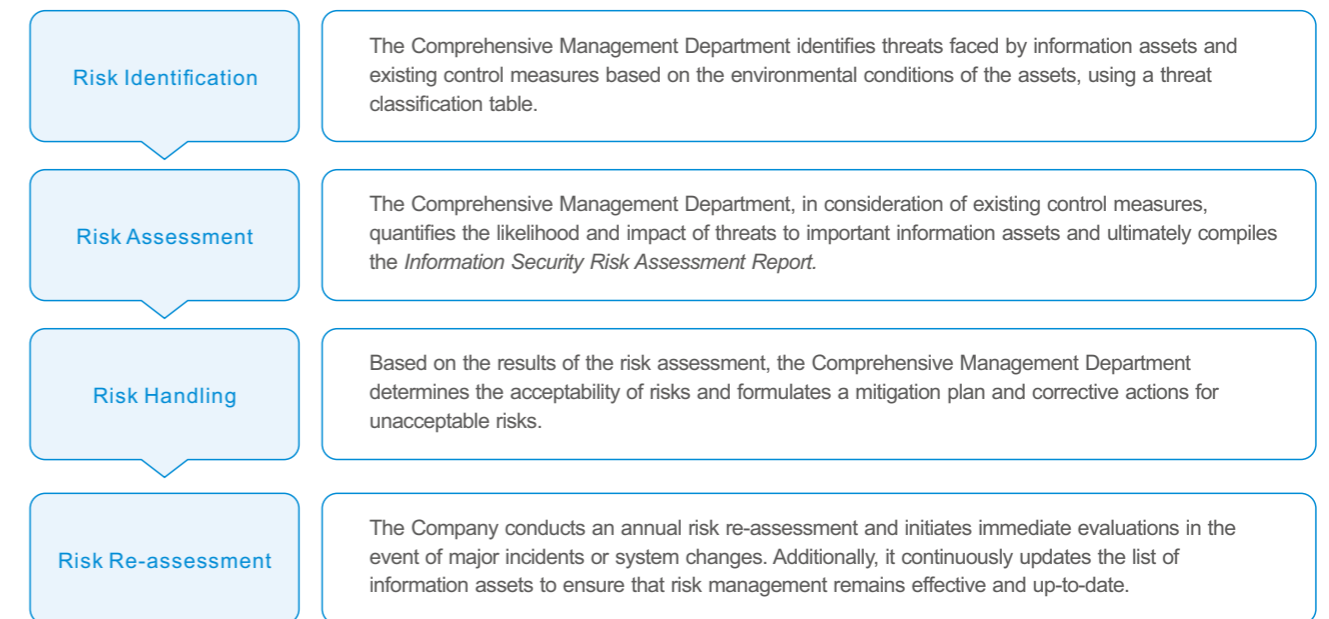 Risk Identification
The Comprehensive Management Department identifies threats faced by information assets and
existing control measures based on the environmental conditions of the assets, using a threat
classification table.
Risk Assessment
The Comprehensive Management Department, in consideration of existing control measures,
quantifies the likelihood and impact of threats to important information assets and ultimately compiles
the Information Security Risk Assessment Report.
Risk Handling
Based on the results of the risk assessment, the Comprehensive Management Department
determines the acceptability of risks and formulates a mitigation plan and corrective actions for
unacceptable risks.
Risk Re-assessment
The Company conducts an annual risk re-assessment and initiates immediate evaluations in the
event of major incidents or system changes. Additionally, it continuously updates the list of
information assets to ensure that risk management remains effective and up-to-date.